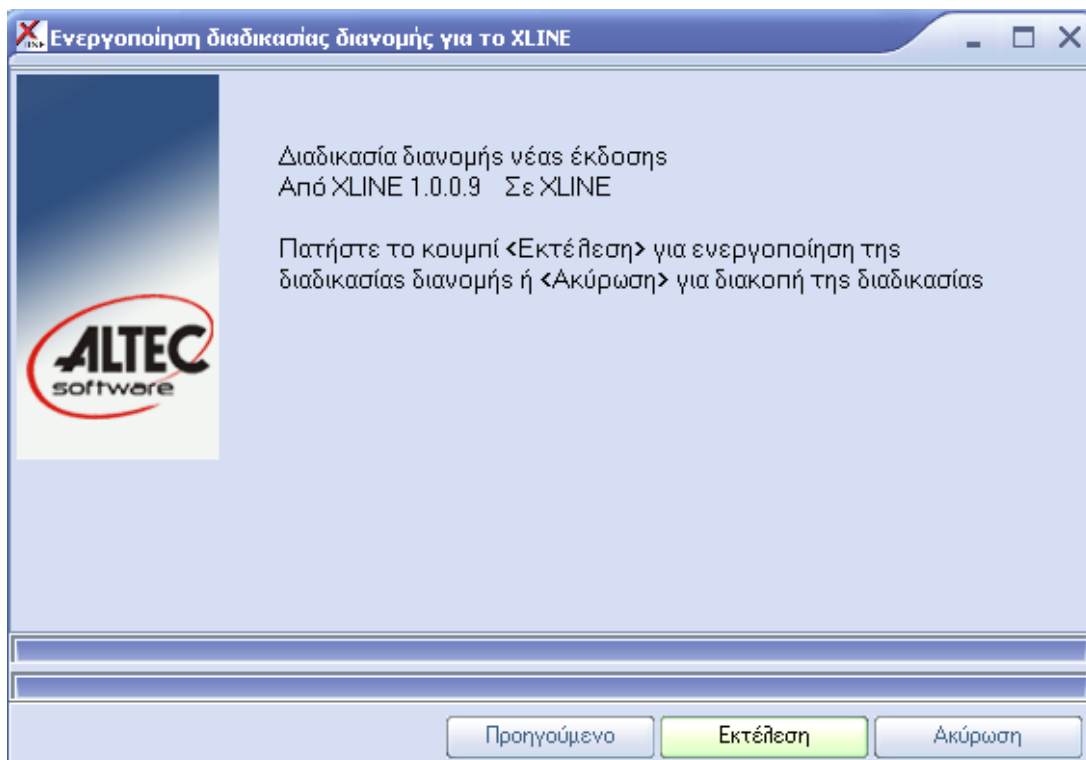 Ενεργοποίηση διαδικασίας διανομής για το XLINE
Διαδικασία διανομής νέας έκδοσης
Από XLINE 1.0.0.9 Σε XLINE
Πατήστε το κουμπί <Εκτέλεση> για ενεργοποίηση της
διαδικασίας διανομής ή <Ακύρωση> για διακοπή της διαδικασίας
ALTEC
software
Προηγούμενο
Εκτέλεση
Ακύρωση